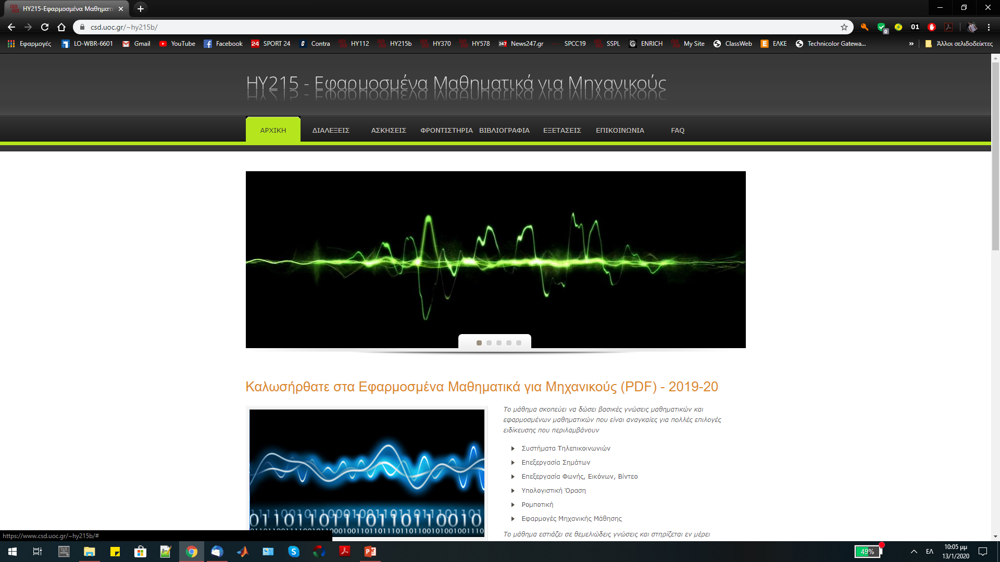 HY215-Εφαρμοσμένα Μαθηματ
csd.uoc.gr/~hy215b/
0
01
Εφαρμογές LO-WBR-6601 Gmail YouTube Facebook 24 SPORT 24 Contra HY112 HY215b HY370 HY578 247 News247.gr SPCC19 SSPL ENRICH My Site ClassWeb ΕΛΚΕ Technicolor Gatewa... » Άλλοι σελιδοδείκτες
HY215 - Εφαρμοσμένα Μαθηματικά για Μηχανικούς
ΑΡΧΙΚΗ ΔΙΑΛΕΞΕΙΣ ΑΣΚΗΣΕΙΣ ΦΡΟΝΤΙΣΤΗΡΙΑ ΒΙΒΛΙΟΓΡΑΦΙΑ ΕΞΕΤΑΣΕΙΣ ΕΠΙΚΟΙΝΩΝΙΑ FAQ
Καλωσήρθατε στα Εφαρμοσμένα Μαθηματικά για Μηχανικούς (PDF) - 2019-20
Το μάθημα σκοπεύει να δώσει βασικές γνώσεις μαθηματικών και
εφαρμοσμένων μαθηματικών που είναι αναγκαίες για πολλές επιλογές
ειδίκευσης που περιλαμβάνουν
Συστήματα Τηλεπικοινωνιών
Επεξεργασία Σημάτων
Επεξεργασία Φωνής, Εικόνων, Βίντεο
Υπολογιστική Όραση
Ρομποτική
Εφαρμογές Μηχανικής Μάθησης
Το μάθημα εστιάζει σε θεμελιώδεις γνώσεις και στηρίζεται εν μέρει
https://www.csd.uoc.gr/~hy215b/#
49%
ΕΛ
10:05 μμ
13/1/2020